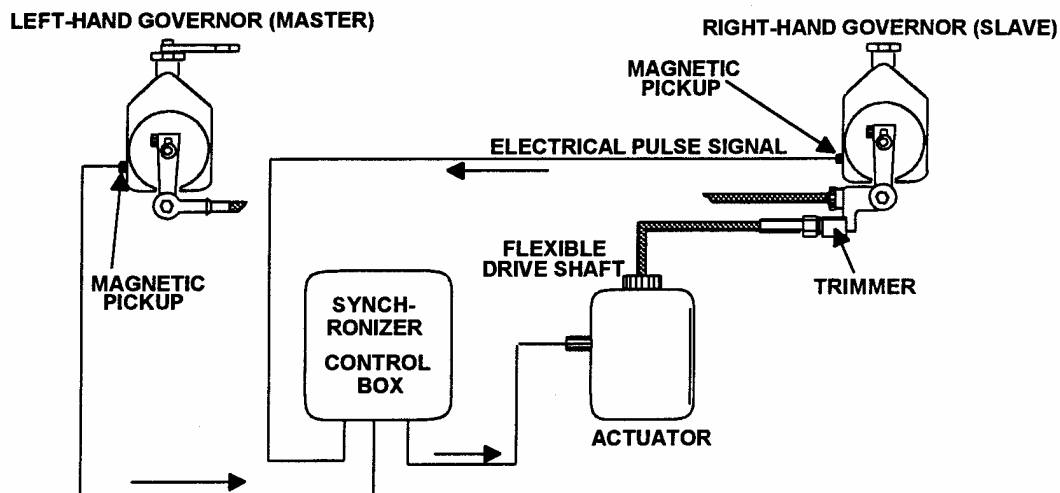 LEFT-HAND GOVERNOR (MASTER)
RIGHT-HAND GOVERNOR (SLAVE)
MAGNETIC
PICKUP
ELECTRICAL PULSE SIGNAL
MAGNETIC
PICKUP
FLEXIBLE
DRIVE SHAFT
TRIMMER
SYNCH-
RONIZER
CONTROL
BOX
ACTUATOR